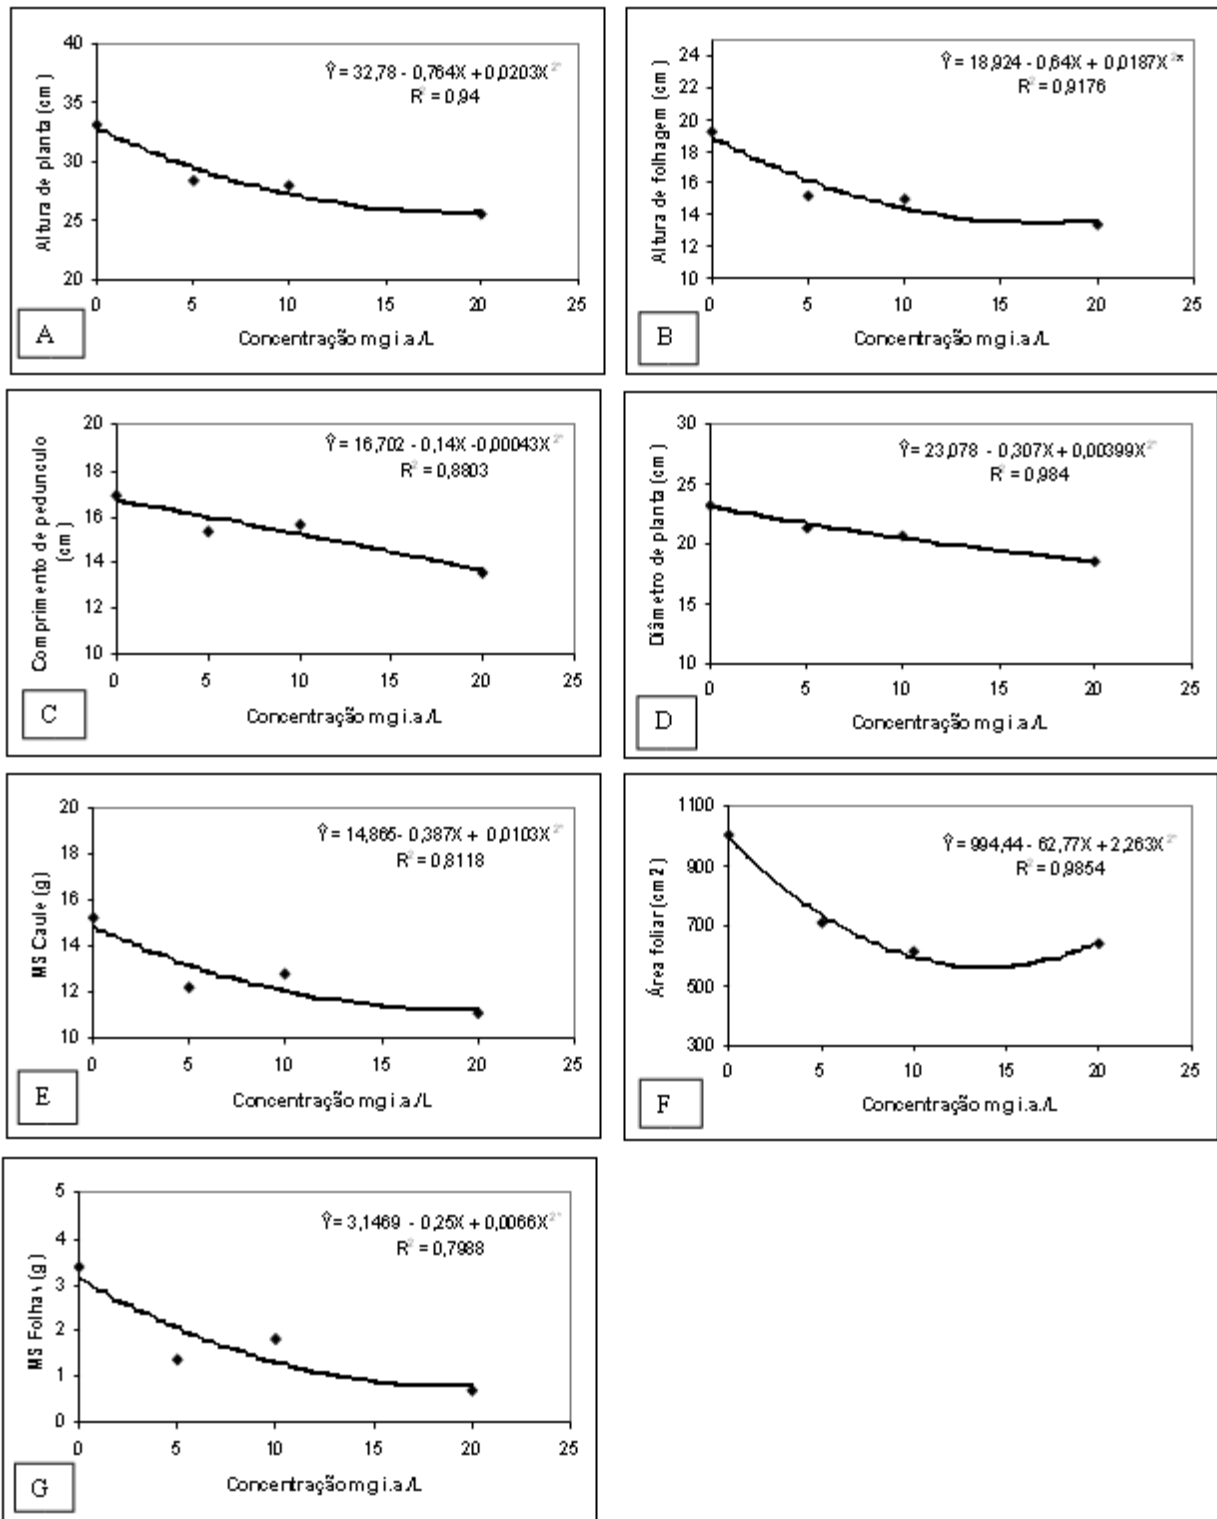 Altura de planta (cm)
40
35
30
25
20
0 5 10 15 20 25
Concentração mg i.a./L
Ŷ = 32,78 - 0,764X + 0,0203X²*
R² = 0,94
A
Altura de folhagem (cm)
24
22
20
18
16
14
12
10
0 5 10 15 20 25
Concentração mg i.a./L
Ŷ = 18,924 - 0,64X + 0,0187X²*
R² = 0,9176
B
Comprimento de pedunculo
(cm)
20
18
16
14
12
10
0 5 10 15 20 25
Concentração mg i.a./L
Ŷ = 16,702 - 0,14X -0,00043X²*
R² = 0,8803
C
Diâmetro de planta (cm)
30
25
20
15
10
0 5 10 15 20 25
Concentração mg i.a./L
Ŷ = 23,078 - 0,307X + 0,00399X²*
R² = 0,984
D
MS Caule (g)
20
18
16
14
12
10
0 5 10 15 20 25
Concentração mg i.a./L
Ŷ = 14,865- 0,387X + 0,0103X²*
R² = 0,8118
E
Área foliar (cm2)
1100
900
700
500
300
0 5 10 15 20 25
Concentração mg i.a./L
Ŷ = 994,44 - 62,77X + 2,263X²*
R² = 0,9854
F
MS Folhas (g)
5
4
3
2
1
0
0 5 10 15 20 25
Concentração mg i.a./L
Ŷ = 3,1469 - 0,25X + 0,0066X²*
R² = 0,7988
G